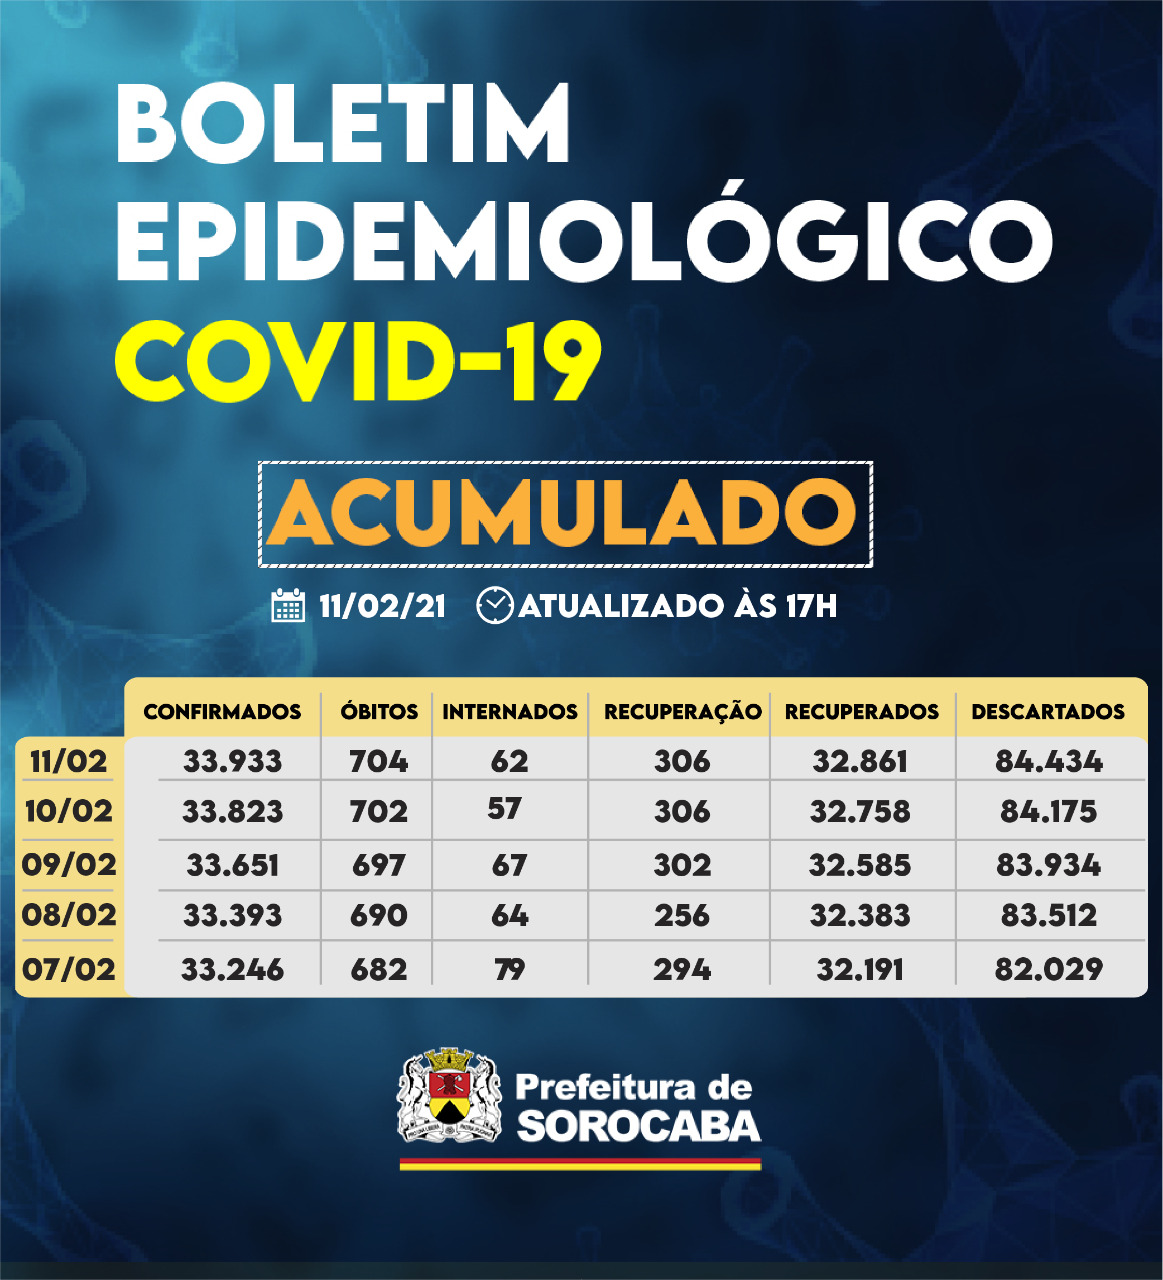 BOLETIM
EPIDEMIOLÓGICO
COVID-19
ACUMULADO
11/02/21 ATUALIZADO ÀS 17H
CONFIRMADOS ÓBITOS INTERNADOS RECUPERAÇÃO RECUPERADOS DESCARTADOS
11/02 33.933 704 62 306 32.861 84.434
10/02 33.823 702 57 306 32.758 84.175
09/02 33.651 697 67 302 32.585 83.934
08/02 33.393 690 64 256 32.383 83.512
07/02 33.246 682 79 294 32.191 82.029
Prefeitura de
SOROCABA